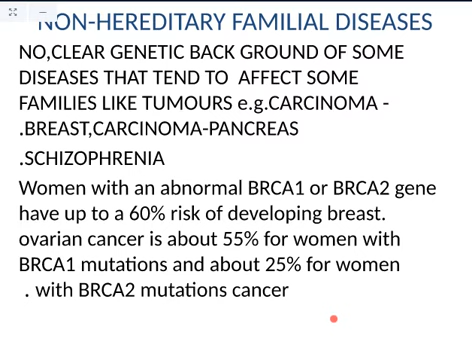 NON-HEREDITARY FAMILIAL DISEASES
NO,CLEAR GENETIC BACK GROUND OF SOME
DISEASES THAT TEND TO AFFECT SOME
FAMILIES LIKE TUMOURS e.g.CARCINOMA -
.BREAST,CARCINOMA-PANCREAS
.SCHIZOPHRENIA
Women with an abnormal BRCA1 or BRCA2 gene
have up to a 60% risk of developing breast.
ovarian cancer is about 55% for women with
BRCA1 mutations and about 25% for women
. with BRCA2 mutations cancer